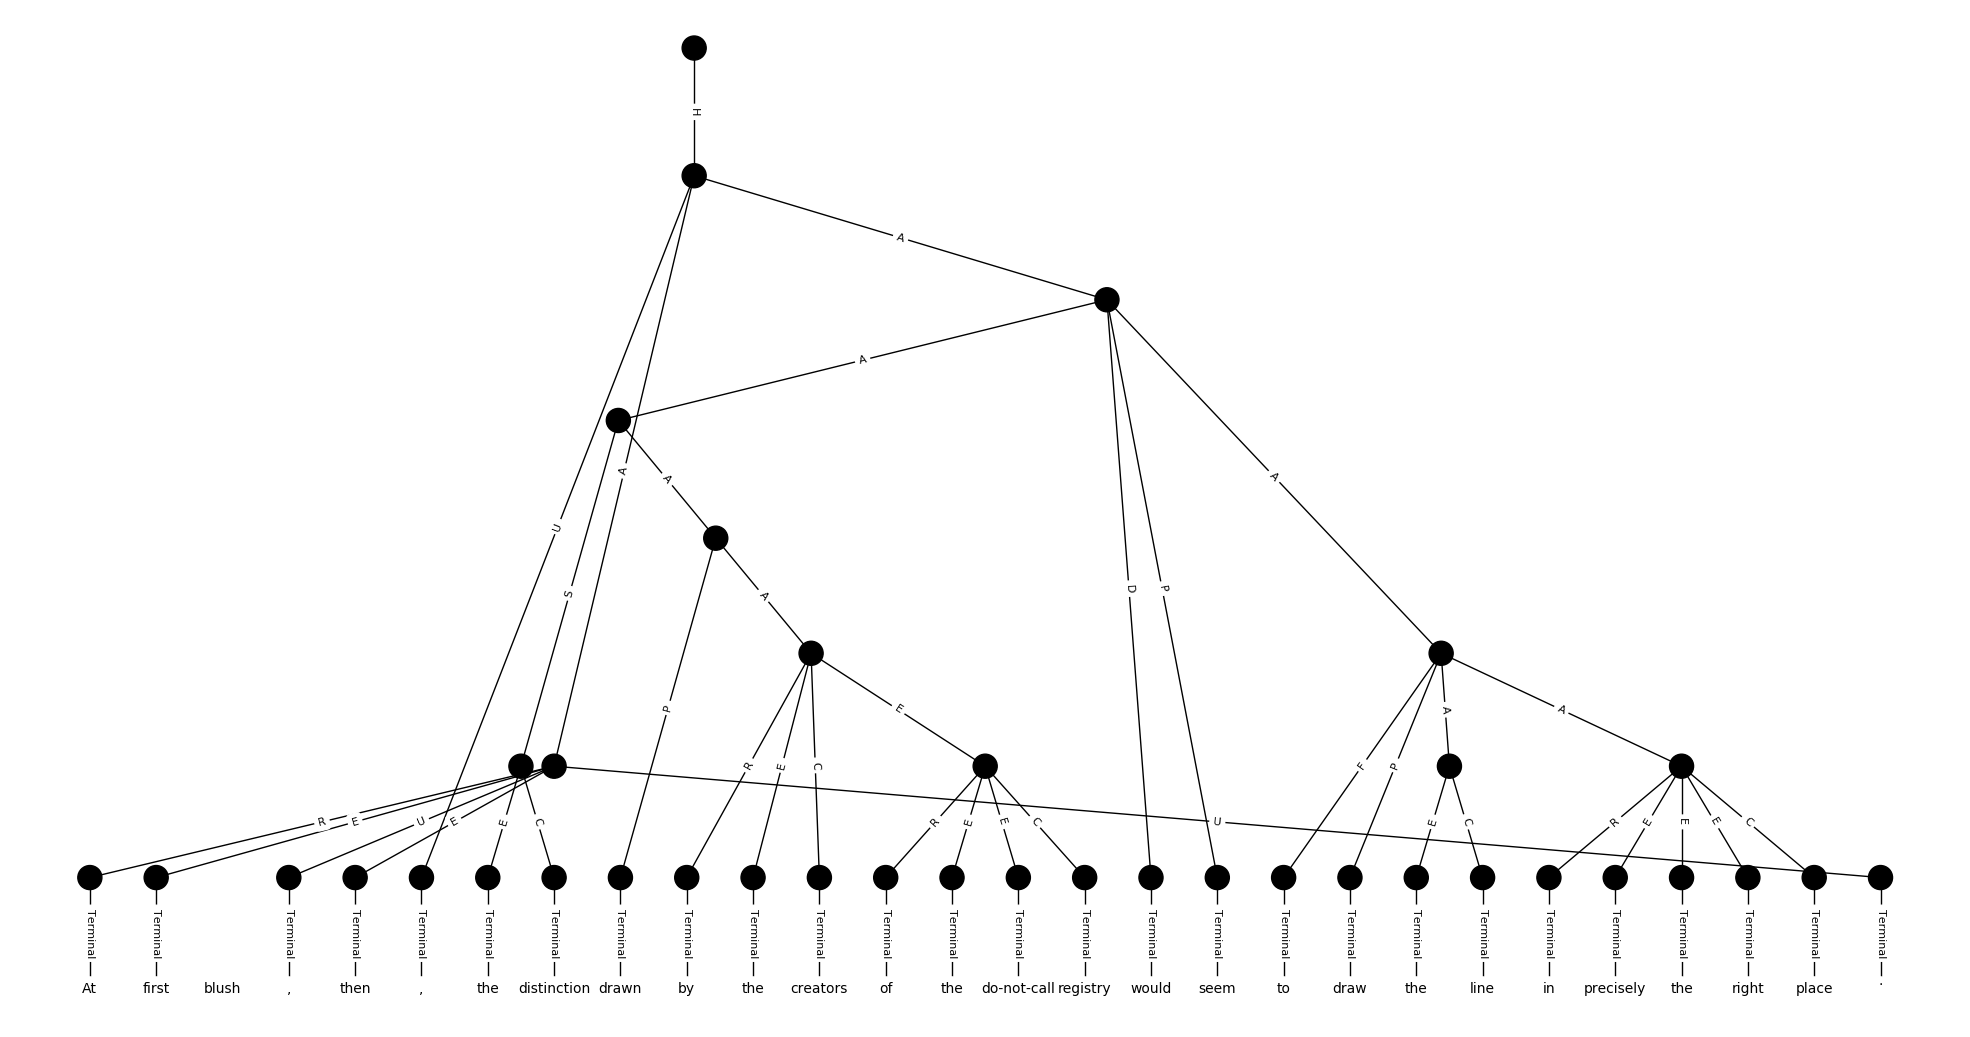 H
A
A
A
A
A
U
S
A
P
D
P
A
R
E
C
E
F
P
A
A
R
E
U
E
E
C
R
E
E
C
U
E
C
R
E
E
E
C
Terminal Terminal Terminal Terminal Terminal Terminal Terminal Terminal Terminal Terminal Terminal Terminal Terminal Terminal Terminal Terminal Terminal Terminal Terminal Terminal Terminal Terminal Terminal Terminal Terminal Terminal Terminal
At first blush , then , the distinction drawn by the creators of the do-not-call registry would seem to draw the line in precisely the right place .